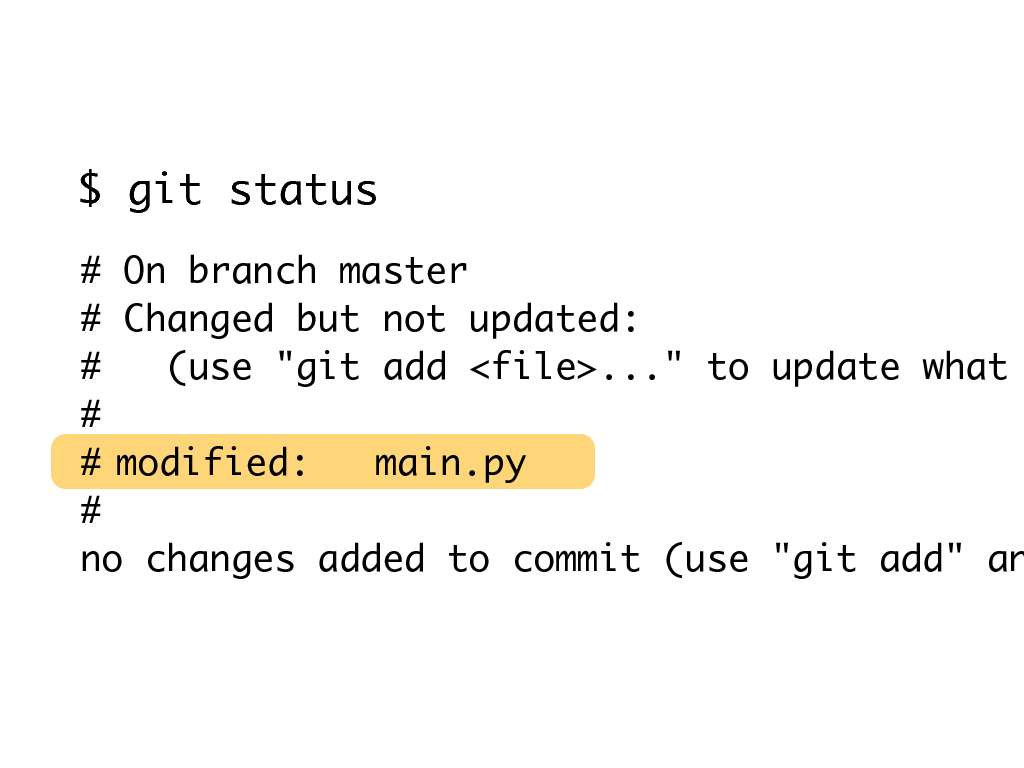 $ git status
# On branch master
# Changed but not updated:
#   (use "git add <file>..." to update what
#
# modified:   main.py
#
no changes added to commit (use "git add" an